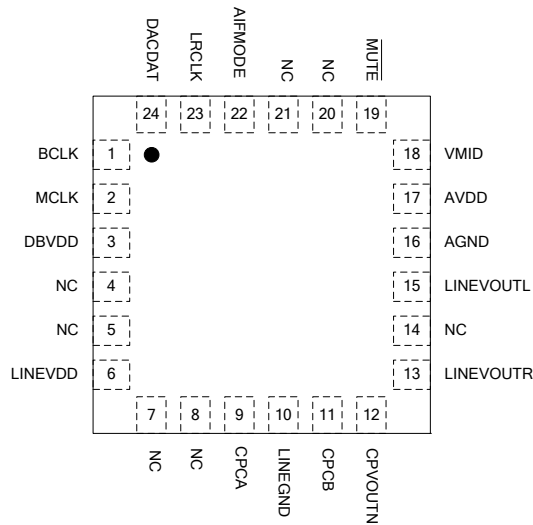 DACDAT LRCLK AIFMODE NC NC MUTE
24 23 22 21 20 19
BCLK 1 18 VMID
MCLK 2 17 AVDD
DBVDD 3 16 AGND
NC 4 15 LINEVOUTL
NC 5 14 NC
LINEVDD 6 13 LINEVOUTR
7 8 9 10 11 12
NC NC CPCA LINEGND CPCB CPVOUTN